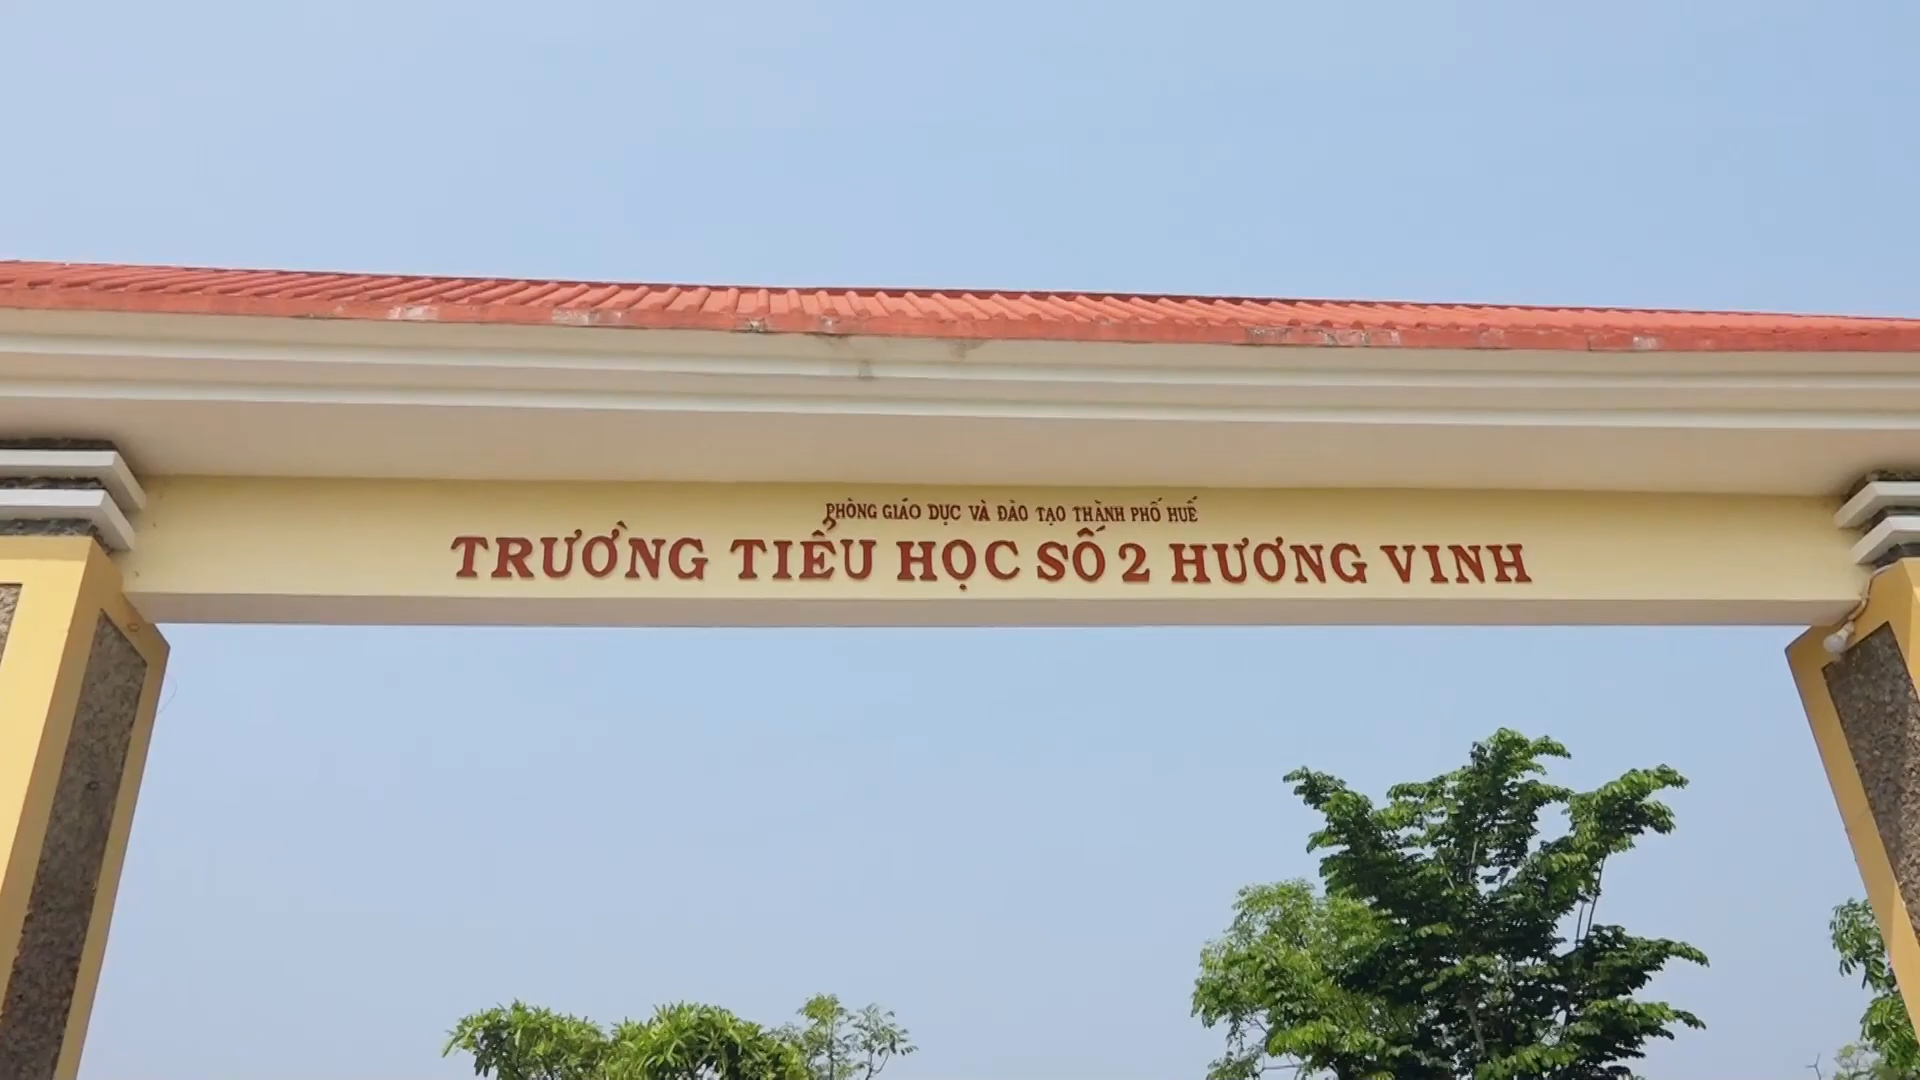 PHÒNG GIÁO DỤC VÀ ĐÀO TẠO THÀNH PHỐ HUẾ
TRƯỜNG TIỂU HỌC SỐ 2 HƯƠNG VINH